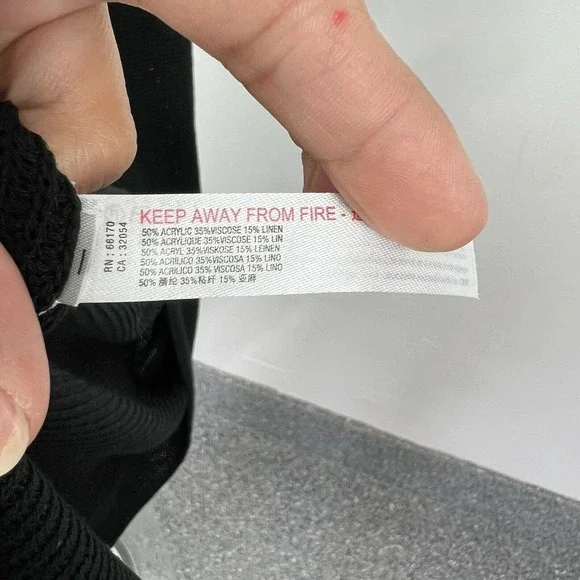 KEEP AWAY FROM FIRE -
50% ACRYLIC 35%VISCOSE 15% LINEN
50% ACRYLIQUE 35%VISCOSE 15% LIN
50% ACRYL 35%VISKOSE 15% LEINEN
50% ACRILICO 35%VISCOSA 15% LINO
50% ACRILICO 35%VISCOSA 15% LINO
50% 腈纶 35%粘纤 15% 亚麻
RN : 66170
CA : 32054